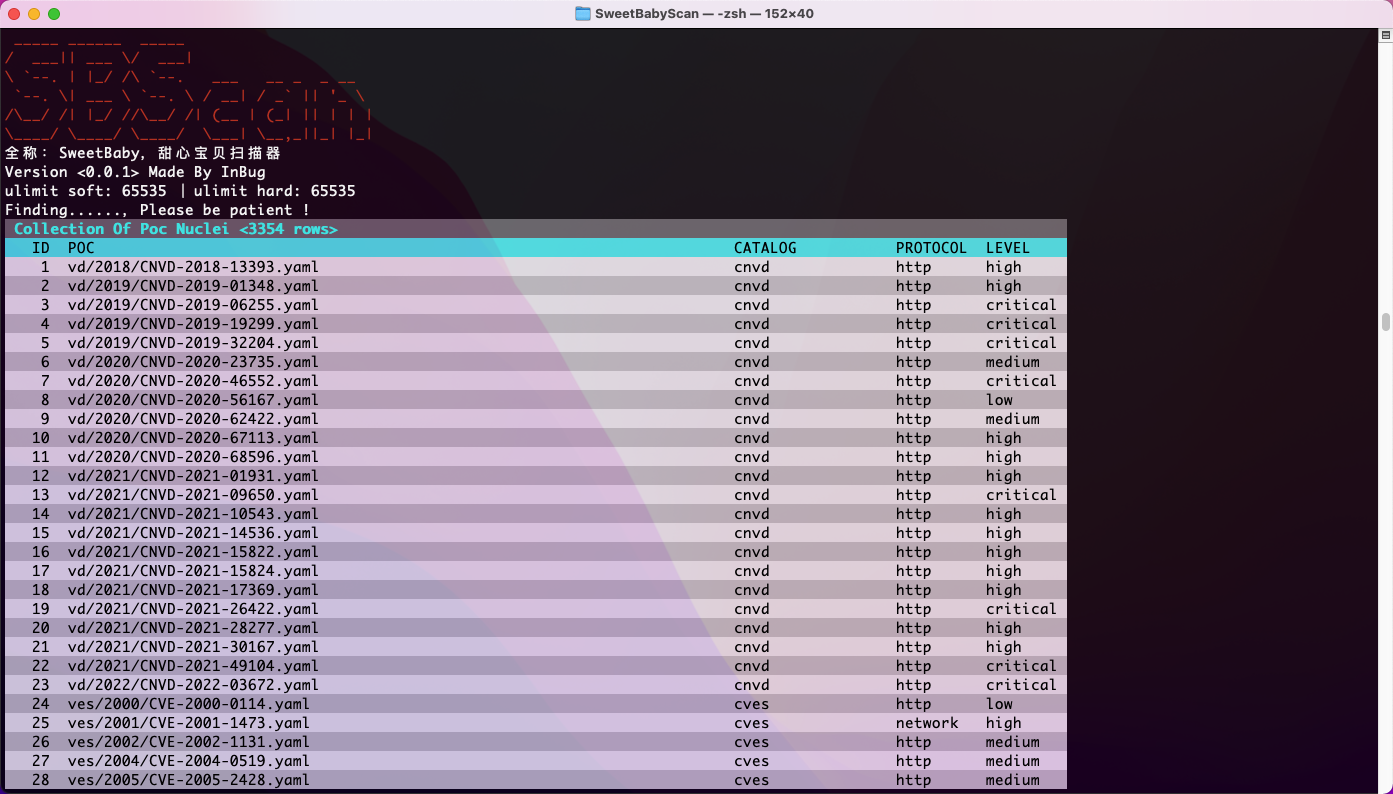 SweetBabyScan — -zsh — 152×40
 _____ ______  _____
/  ___|| ___ \/  ___|
\ `--. | |_/ /\ `--.   ___   __ _  _ __
 `--. \| ___ \ `--. \ / __| / _` || '_ \
/\__/ /| |_/ //\__/ /| (__ | (_| || | | |
\____/ \____/ \____/  \___| \__,_||_| |_|
全称：SweetBaby, 甜心宝贝扫描器
Version <0.0.1> Made By InBug
ulimit soft: 65535 | ulimit hard: 65535
Finding......, Please be patient !
Collection Of Poc Nuclei <3354 rows>
ID POC CATALOG PROTOCOL LEVEL
1 vd/2018/CNVD-2018-13393.yaml cnvd http high
2 vd/2019/CNVD-2019-01348.yaml cnvd http high
3 vd/2019/CNVD-2019-06255.yaml cnvd http critical
4 vd/2019/CNVD-2019-19299.yaml cnvd http critical
5 vd/2019/CNVD-2019-32204.yaml cnvd http critical
6 vd/2020/CNVD-2020-23735.yaml cnvd http medium
7 vd/2020/CNVD-2020-46552.yaml cnvd http critical
8 vd/2020/CNVD-2020-56167.yaml cnvd http low
9 vd/2020/CNVD-2020-62422.yaml cnvd http medium
10 vd/2020/CNVD-2020-67113.yaml cnvd http high
11 vd/2020/CNVD-2020-68596.yaml cnvd http high
12 vd/2021/CNVD-2021-01931.yaml cnvd http high
13 vd/2021/CNVD-2021-09650.yaml cnvd http critical
14 vd/2021/CNVD-2021-10543.yaml cnvd http high
15 vd/2021/CNVD-2021-14536.yaml cnvd http high
16 vd/2021/CNVD-2021-15822.yaml cnvd http high
17 vd/2021/CNVD-2021-15824.yaml cnvd http high
18 vd/2021/CNVD-2021-17369.yaml cnvd http high
19 vd/2021/CNVD-2021-26422.yaml cnvd http critical
20 vd/2021/CNVD-2021-28277.yaml cnvd http high
21 vd/2021/CNVD-2021-30167.yaml cnvd http high
22 vd/2021/CNVD-2021-49104.yaml cnvd http critical
23 vd/2022/CNVD-2022-03672.yaml cnvd http critical
24 ves/2000/CVE-2000-0114.yaml cves http low
25 ves/2001/CVE-2001-1473.yaml cves network high
26 ves/2002/CVE-2002-1131.yaml cves http medium
27 ves/2004/CVE-2004-0519.yaml cves http medium
28 ves/2005/CVE-2005-2428.yaml cves http medium